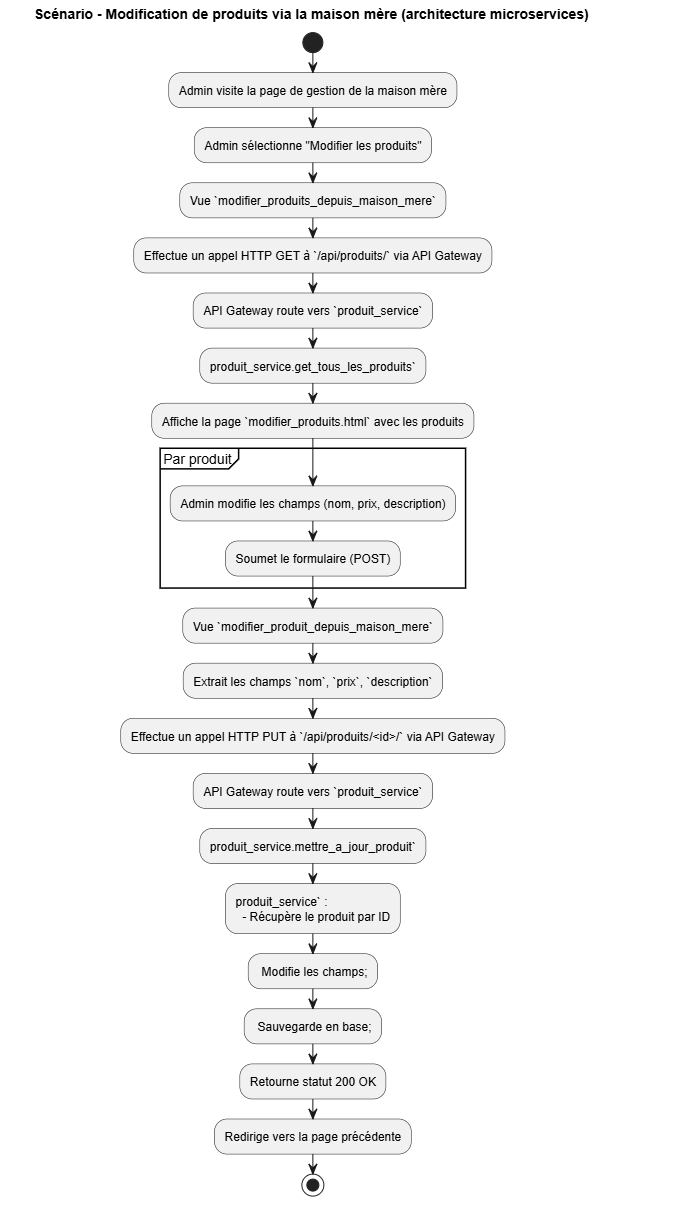 Scénario - Modification de produits via la maison mère (architecture microservices)
Admin visite la page de gestion de la maison mère
Admin sélectionne "Modifier les produits"
Vue `modifier_produits_depuis_maison_mere`
Effectue un appel HTTP GET à `/api/produits/` via API Gateway
API Gateway route vers `produit_service`
produit_service.get_tous_les_produits`
Affiche la page `modifier_produits.html` avec les produits
Par produit
Admin modifie les champs (nom, prix, description)
Soumet le formulaire (POST)
Vue `modifier_produit_depuis_maison_mere`
Extrait les champs `nom`, `prix`, `description`
Effectue un appel HTTP PUT à `/api/produits/<id>/` via API Gateway
API Gateway route vers `produit_service`
produit_service.mettre_a_jour_produit`
produit_service` :
- Récupère le produit par ID
Modifie les champs;
Sauvegarde en base;
Retourne statut 200 OK
Redirige vers la page précédente